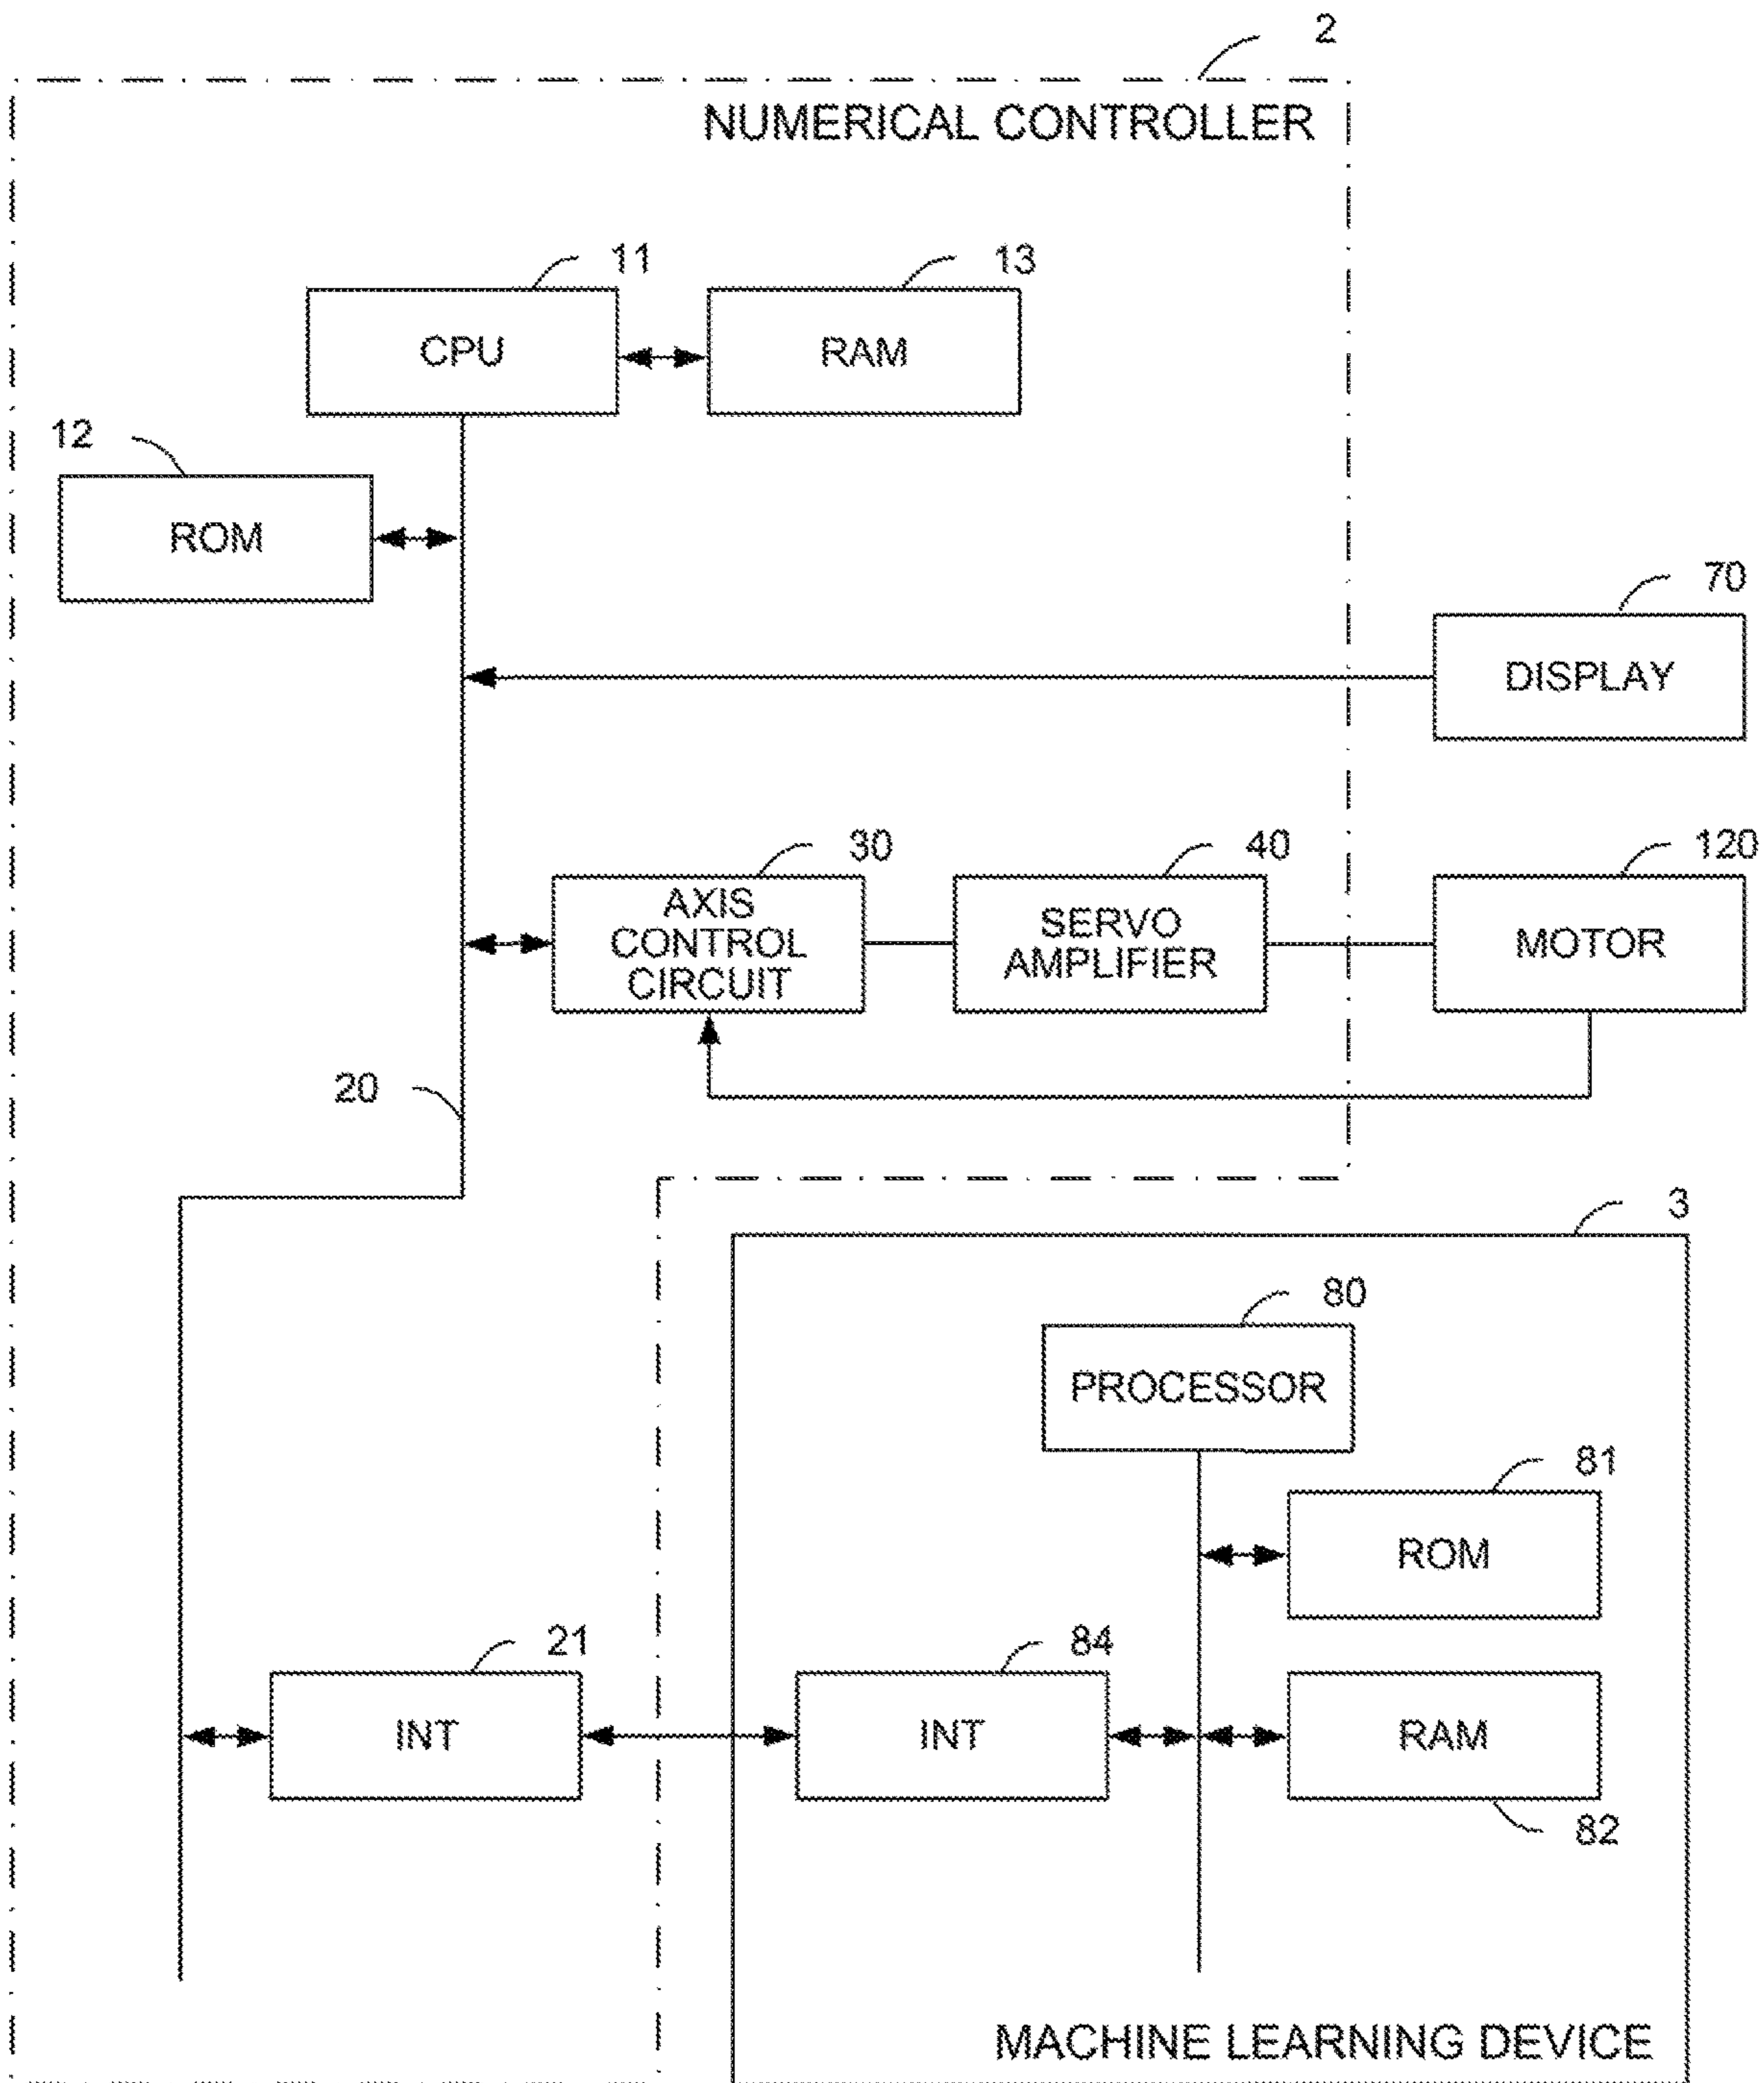 2
NUMERICAL CONTROLLER
11
13
CPU
RAM
12
ROM
70
DISPLAY
30
40
120
AXIS
CONTROL
CIRCUIT
SERVO
AMPLIFIER
MOTOR
20
3
80
PROCESSOR
81
ROM
21
84
INT
INT
RAM
82
MACHINE LEARNING DEVICE